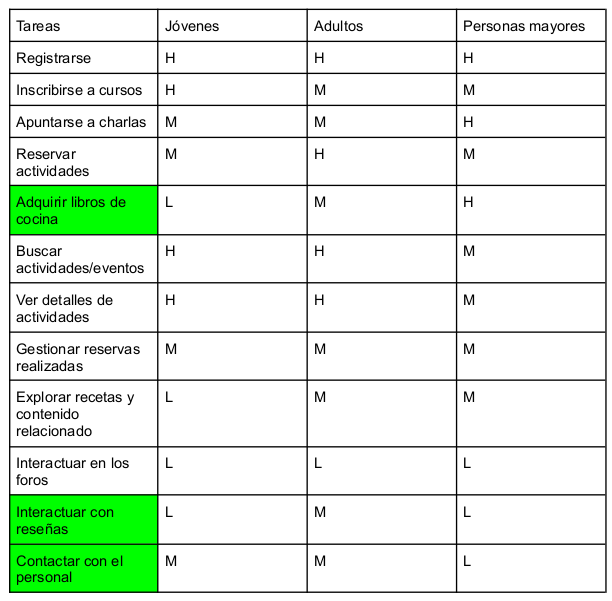 Tareas Jóvenes Adultos Personas mayores
Registrarse H H H
Inscribirse a cursos H M M
Apuntarse a charlas M M H
Reservar M H M
actividades
Adquirir libros de L M H
cocina
Buscar H H M
actividades/eventos
Ver detalles de H H M
actividades
Gestionar reservas M M M
realizadas
Explorar recetas y L M M
contenido
relacionado
Interactuar en los L L L
foros
Interactuar con L M L
reseñas
Contactar con el M M L
personal